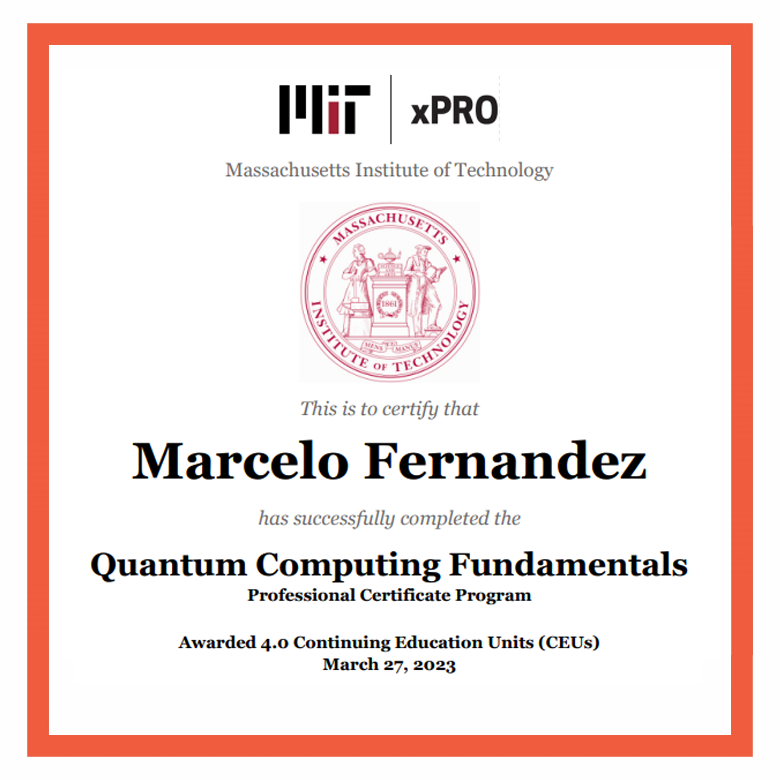 MIT xPRO
Massachusetts Institute of Technology
MASSACHUSETTS
INSTITUTE OF TECHNOLOGY
1861
MENS ET MANUS
This is to certify that
Marcelo Fernandez
has successfully completed the
Quantum Computing Fundamentals
Professional Certificate Program
Awarded 4.0 Continuing Education Units (CEUs)
March 27, 2023